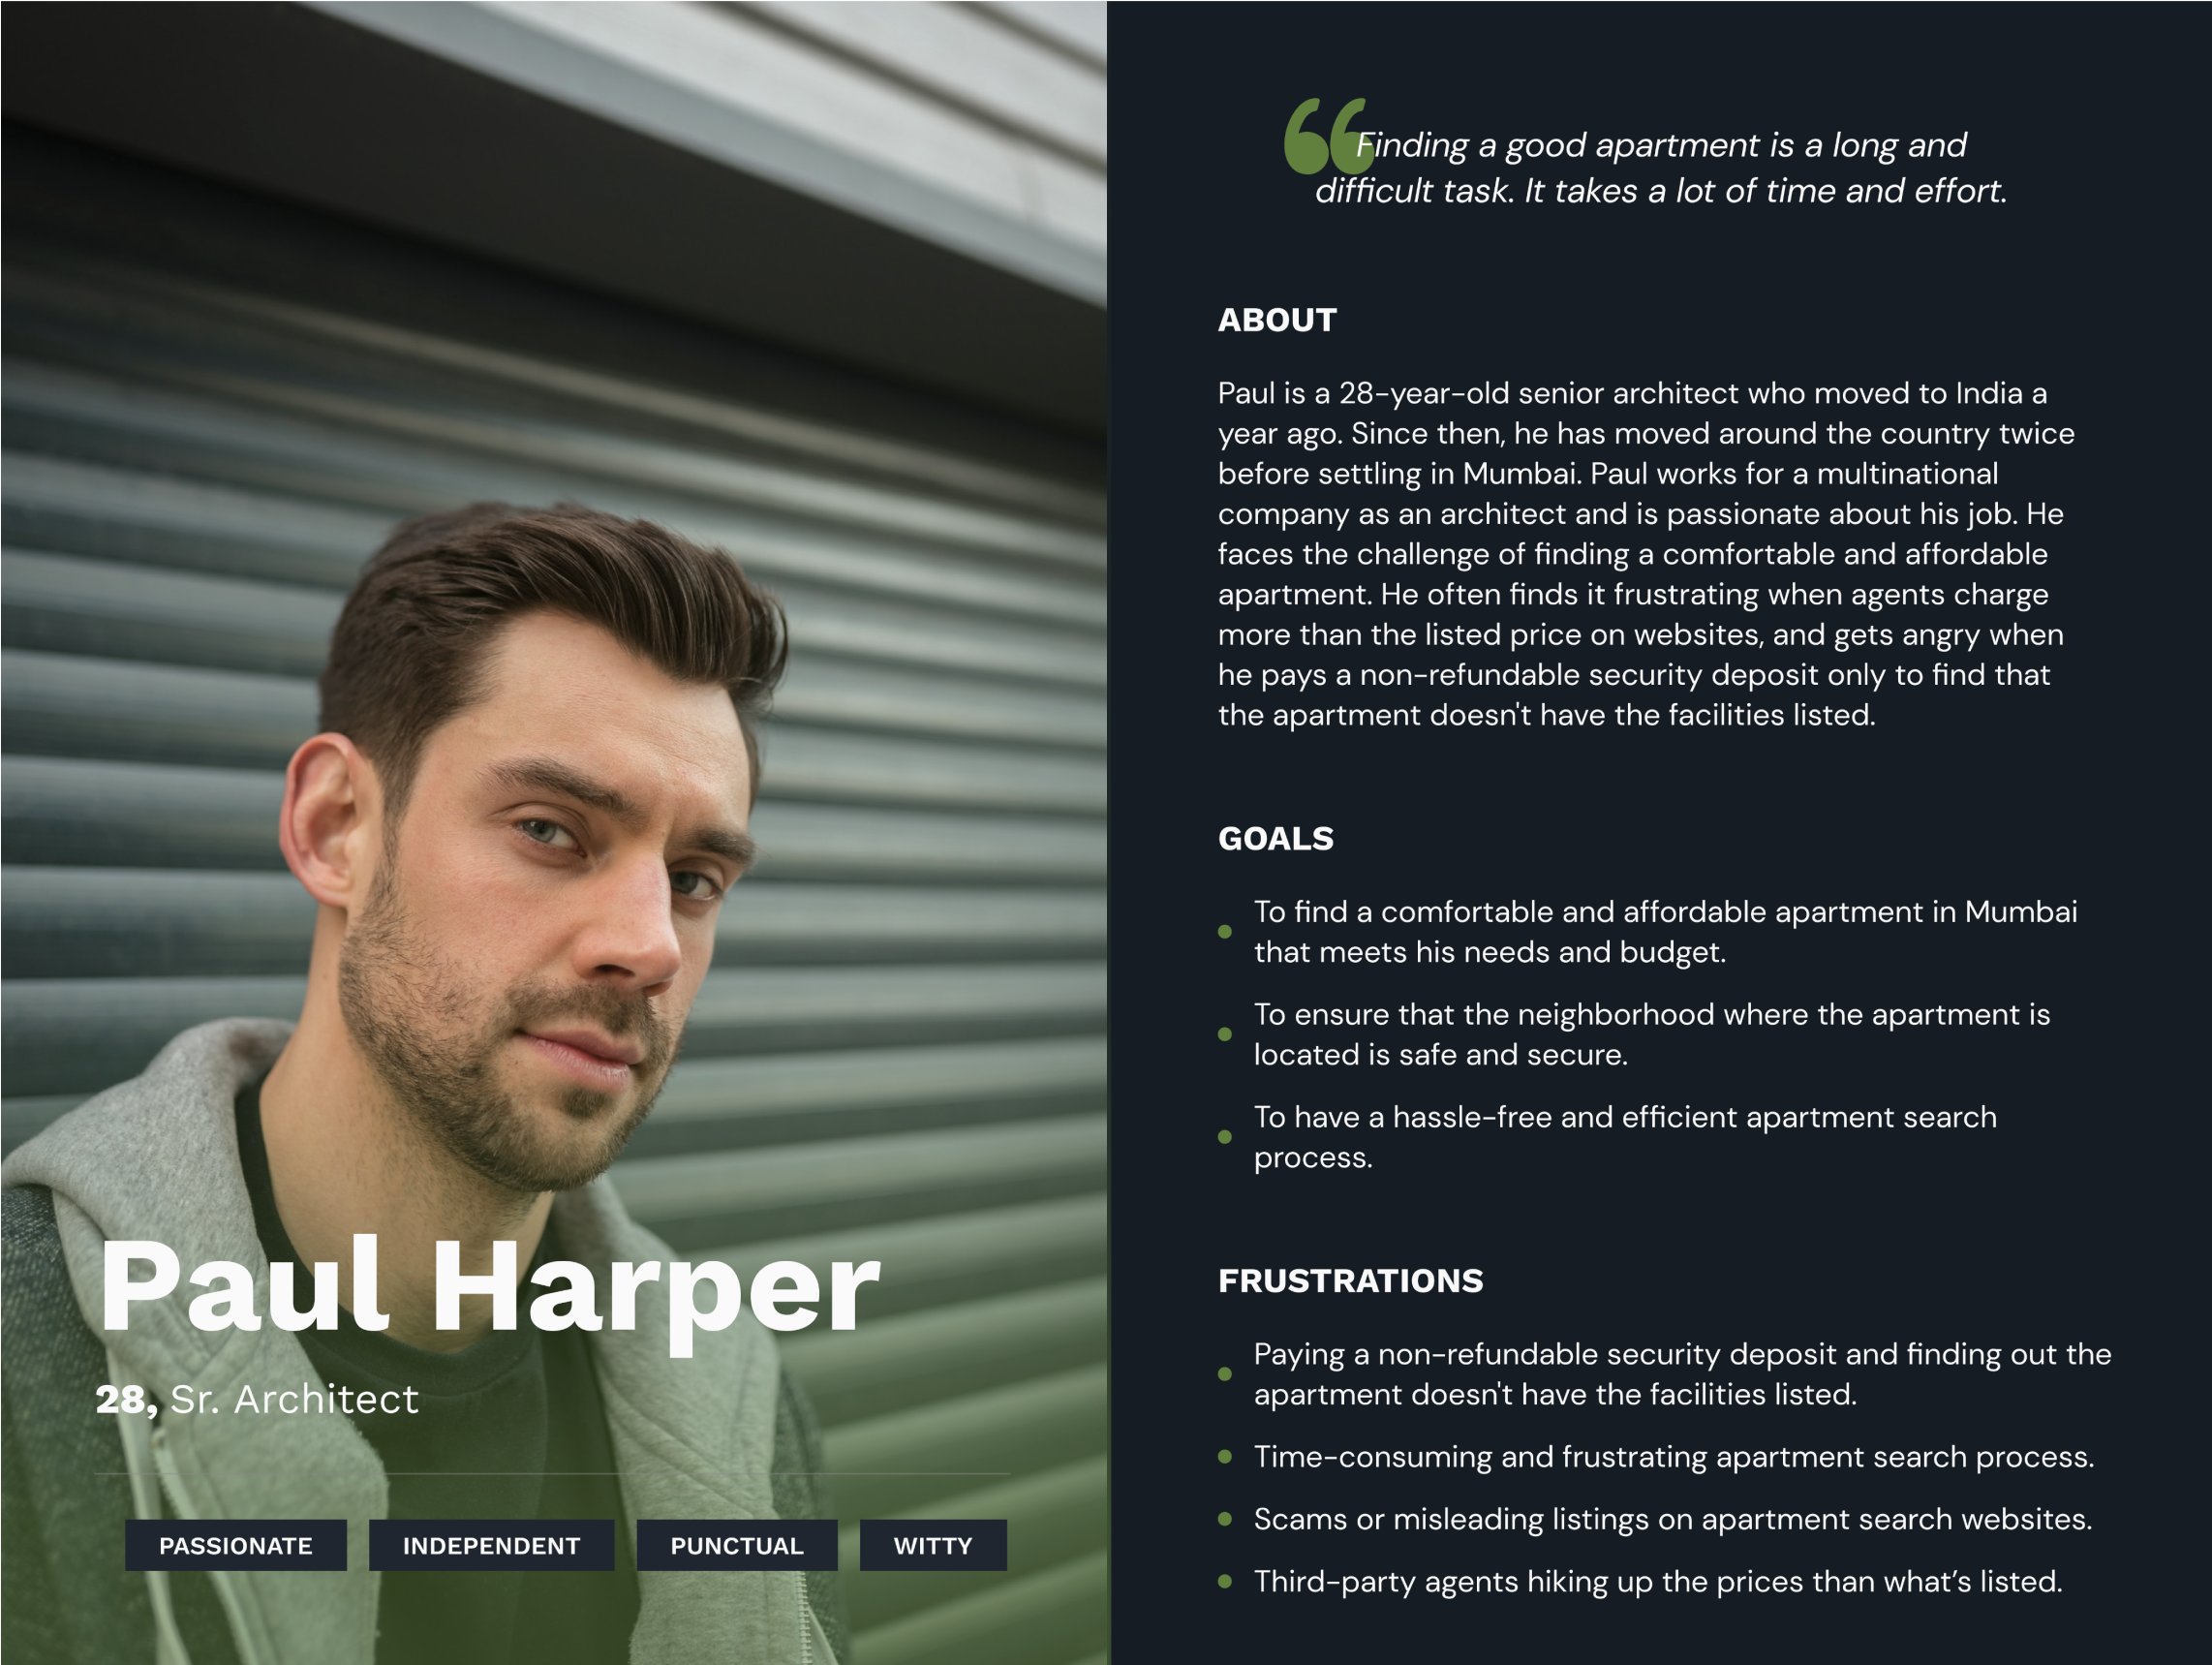 Paul Harper
28, Sr. Architect
PASSIONATE INDEPENDENT PUNCTUAL WITTY
“Finding a good apartment is a long and
difficult task. It takes a lot of time and effort.
ABOUT
Paul is a 28-year-old senior architect who moved to India a
year ago. Since then, he has moved around the country twice
before settling in Mumbai. Paul works for a multinational
company as an architect and is passionate about his job. He
faces the challenge of finding a comfortable and affordable
apartment. He often finds it frustrating when agents charge
more than the listed price on websites, and gets angry when
he pays a non-refundable security deposit only to find that
the apartment doesn't have the facilities listed.
GOALS
To find a comfortable and affordable apartment in Mumbai
that meets his needs and budget.
To ensure that the neighborhood where the apartment is
located is safe and secure.
To have a hassle-free and efficient apartment search
process.
FRUSTRATIONS
Paying a non-refundable security deposit and finding out the
apartment doesn't have the facilities listed.
Time-consuming and frustrating apartment search process.
Scams or misleading listings on apartment search websites.
Third-party agents hiking up the prices than what’s listed.